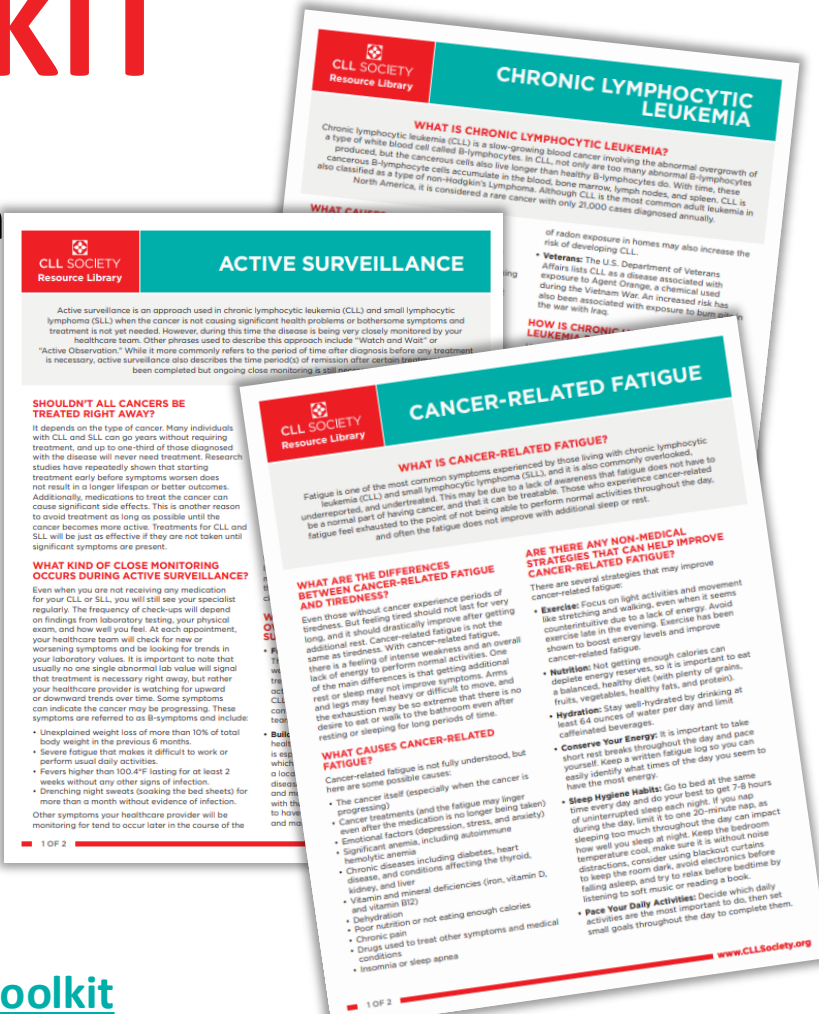 KIT
CLL SOCIETY
Resource Library
CHRONIC LYMPHOCYTIC
LEUKEMIA
WHAT IS CHRONIC LYMPHOCYTIC LEUKEMIA?
Chronic lymphocytic leukemia (CLL) is a slow-growing blood cancer involving the abnormal overgrowth of
a type of white blood cell called B-lymphocytes. In CLL, not only are too many abnormal B-lymphocytes
produced, but the cancerous cells also live longer than healthy B-lymphocytes do. With time, these
cancerous B-lymphocyte cells accumulate in the blood, bone marrow, lymph nodes, and spleen. CLL is
also classified as a type of non-Hodgkin's Lymphoma. Although CLL is the most common adult leukemia in
North America, it is considered a rare cancer with only 21,000 cases diagnosed annually.
of radon exposure in homes may also increase the
risk of developing CLL.
• Veterans: The U.S. Department of Veterans
Affairs lists CLL as a disease associated with
exposure to Agent Orange, a chemical used
during the Vietnam War. An increased risk has
also been associated with exposure to burn pits in
the war with Iraq.
HOW IS CHRONIC
LEUKEMIA
CLL SOCIETY
Resource Library
ACTIVE SURVEILLANCE
Active surveillance is an approach used in chronic lymphocytic leukemia (CLL) and small lymphocytic
lymphoma (SLL) when the cancer is not causing significant health problems or bothersome symptoms and
treatment is not yet needed. However, during this time the disease is being very closely monitored by your
healthcare team. Other phrases used to describe this approach include "Watch and Wait" or
"Active Observation." While it more commonly refers to the period of time after diagnosis before any treatment
is necessary, active surveillance also describes the time period(s) of remission after certain
been completed but ongoing close monitoring is still
SHOULDN'T ALL CANCERS BE
TREATED RIGHT AWAY?
It depends on the type of cancer. Many individuals
with CLL and SLL can go years without requiring
treatment, and up to one-third of those diagnosed
with the disease will never need treatment. Research
studies have repeatedly shown that starting
treatment early before symptoms worsen does
not result in a longer lifespan or better outcomes.
Additionally, medications to treat the cancer can
cause significant side effects. This is another reason
to avoid treatment as long as possible until the
cancer becomes more active. Treatments for CLL and
SLL will be just as effective if they are not taken until
significant symptoms are present.
WHAT KIND OF CLOSE MONITORING
OCCURS DURING ACTIVE SURVEILLANCE?
Even when you are not receiving any medication
for your CLL or SLL, you will still see your specialist
regularly. The frequency of check-ups will depend
on findings from laboratory testing, your physical
exam, and how well you feel. At each appointment,
your healthcare team will check for new or
worsening symptoms and be looking for trends in
your laboratory values. It is important to note that
usually no one single abnormal lab value will signal
that treatment is necessary right away, but rather
your healthcare provider is watching for upward
or downward trends over time. Some symptoms
can indicate the cancer may be progressing. These
symptoms are referred to as B-symptoms and include:
• Unexplained weight loss of more than 10% of total
body weight in the previous 6 months.
• Severe fatigue that makes it difficult to work or
perform usual daily activities.
• Fevers higher than 100.4°F lasting for at least 2
weeks without any other signs of infection.
• Drenching night sweats (soaking the bed sheets) for
more than a month without evidence of infection.
Other symptoms your healthcare provider will be
monitoring for tend to occur later in the course of the
1 OF 2
CLL SOCIETY
Resource Library
CANCER-RELATED FATIGUE
WHAT IS CANCER-RELATED FATIGUE?
Fatigue is one of the most common symptoms experienced by those living with chronic lymphocytic
leukemia (CLL) and small lymphocytic lymphoma (SLL), and it is also commonly overlooked,
underreported, and undertreated. This may be due to a lack of awareness that fatigue does not have to
be a normal part of having cancer, and that it can be treatable. Those who experience cancer-related
fatigue feel exhausted to the point of not being able to perform normal activities throughout the day,
and often the fatigue does not improve with additional sleep or rest.
WHAT ARE THE DIFFERENCES
BETWEEN CANCER-RELATED FATIGUE
AND TIREDNESS?
Even those without cancer experience periods of
tiredness. But feeling tired should not last for very
long, and it should drastically improve after getting
additional rest. Cancer-related fatigue is not the
same as tiredness. With cancer-related fatigue,
there is a feeling of intense weakness and an overall
lack of energy to perform normal activities. One
of the main differences is that getting additional
rest or sleep may not improve symptoms. Arms
and legs may feel heavy or difficult to move, and
the exhaustion may be so extreme that there is no
desire to eat or walk to the bathroom even after
resting or sleeping for long periods of time.
WHAT CAUSES CANCER-RELATED
FATIGUE?
Cancer-related fatigue is not fully understood, but
here are some possible causes:
• The cancer itself (especially when the cancer is
progressing)
• Cancer treatments (and the fatigue may linger
even after the medication is no longer being taken)
• Emotional factors (depression, stress, and anxiety)
• Significant anemia, including autoimmune
hemolytic anemia
• Chronic diseases including diabetes, heart
disease, and conditions affecting the thyroid,
kidney, and liver
• Vitamin and mineral deficiencies (iron, vitamin D,
and vitamin B12)
• Dehydration
• Poor nutrition or not eating enough calories
• Chronic pain
• Drugs used to treat other symptoms and medical
conditions
• Insomnia or sleep apnea
ARE THERE ANY NON-MEDICAL
STRATEGIES THAT CAN HELP IMPROVE
CANCER-RELATED FATIGUE?
There are several strategies that may improve
cancer-related fatigue:
• Exercise: Focus on light activities and movement
like stretching and walking, even when it seems
counterintuitive due to a lack of energy. Avoid
exercise late in the evening. Exercise has been
shown to boost energy levels and improve
cancer-related fatigue.
• Nutrition: Not getting enough calories can
deplete energy reserves, so it is important to eat
a balanced, healthy diet (with plenty of grains,
fruits, vegetables, healthy fats, and protein).
• Hydration: Stay well-hydrated by drinking at
least 64 ounces of water per day and limit
caffeinated beverages.
• Conserve Your Energy: It is important to take
short rest breaks throughout the day and pace
yourself. Keep a written fatigue log so you can
easily identify what times of the day you seem to
have the most energy.
• Sleep Hygiene Habits: Go to bed at the same
time every day and do your best to get 7-8 hours
of uninterrupted sleep each night. If you nap
during the day, limit it to one 20-minute nap, as
sleeping too much throughout the day can impact
how well you sleep at night. Keep the bedroom
temperature cool, make sure it is without noise
distractions, consider using blackout curtains
to keep the room dark, avoid electronics before
falling asleep, and try to relax before bedtime by
listening to soft music or reading a book.
• Pace Your Daily Activities: Decide which daily
activities are the most important to do, then set
small goals throughout the day to complete them.
1 OF 2
www.CLLSociety.org
oolkit